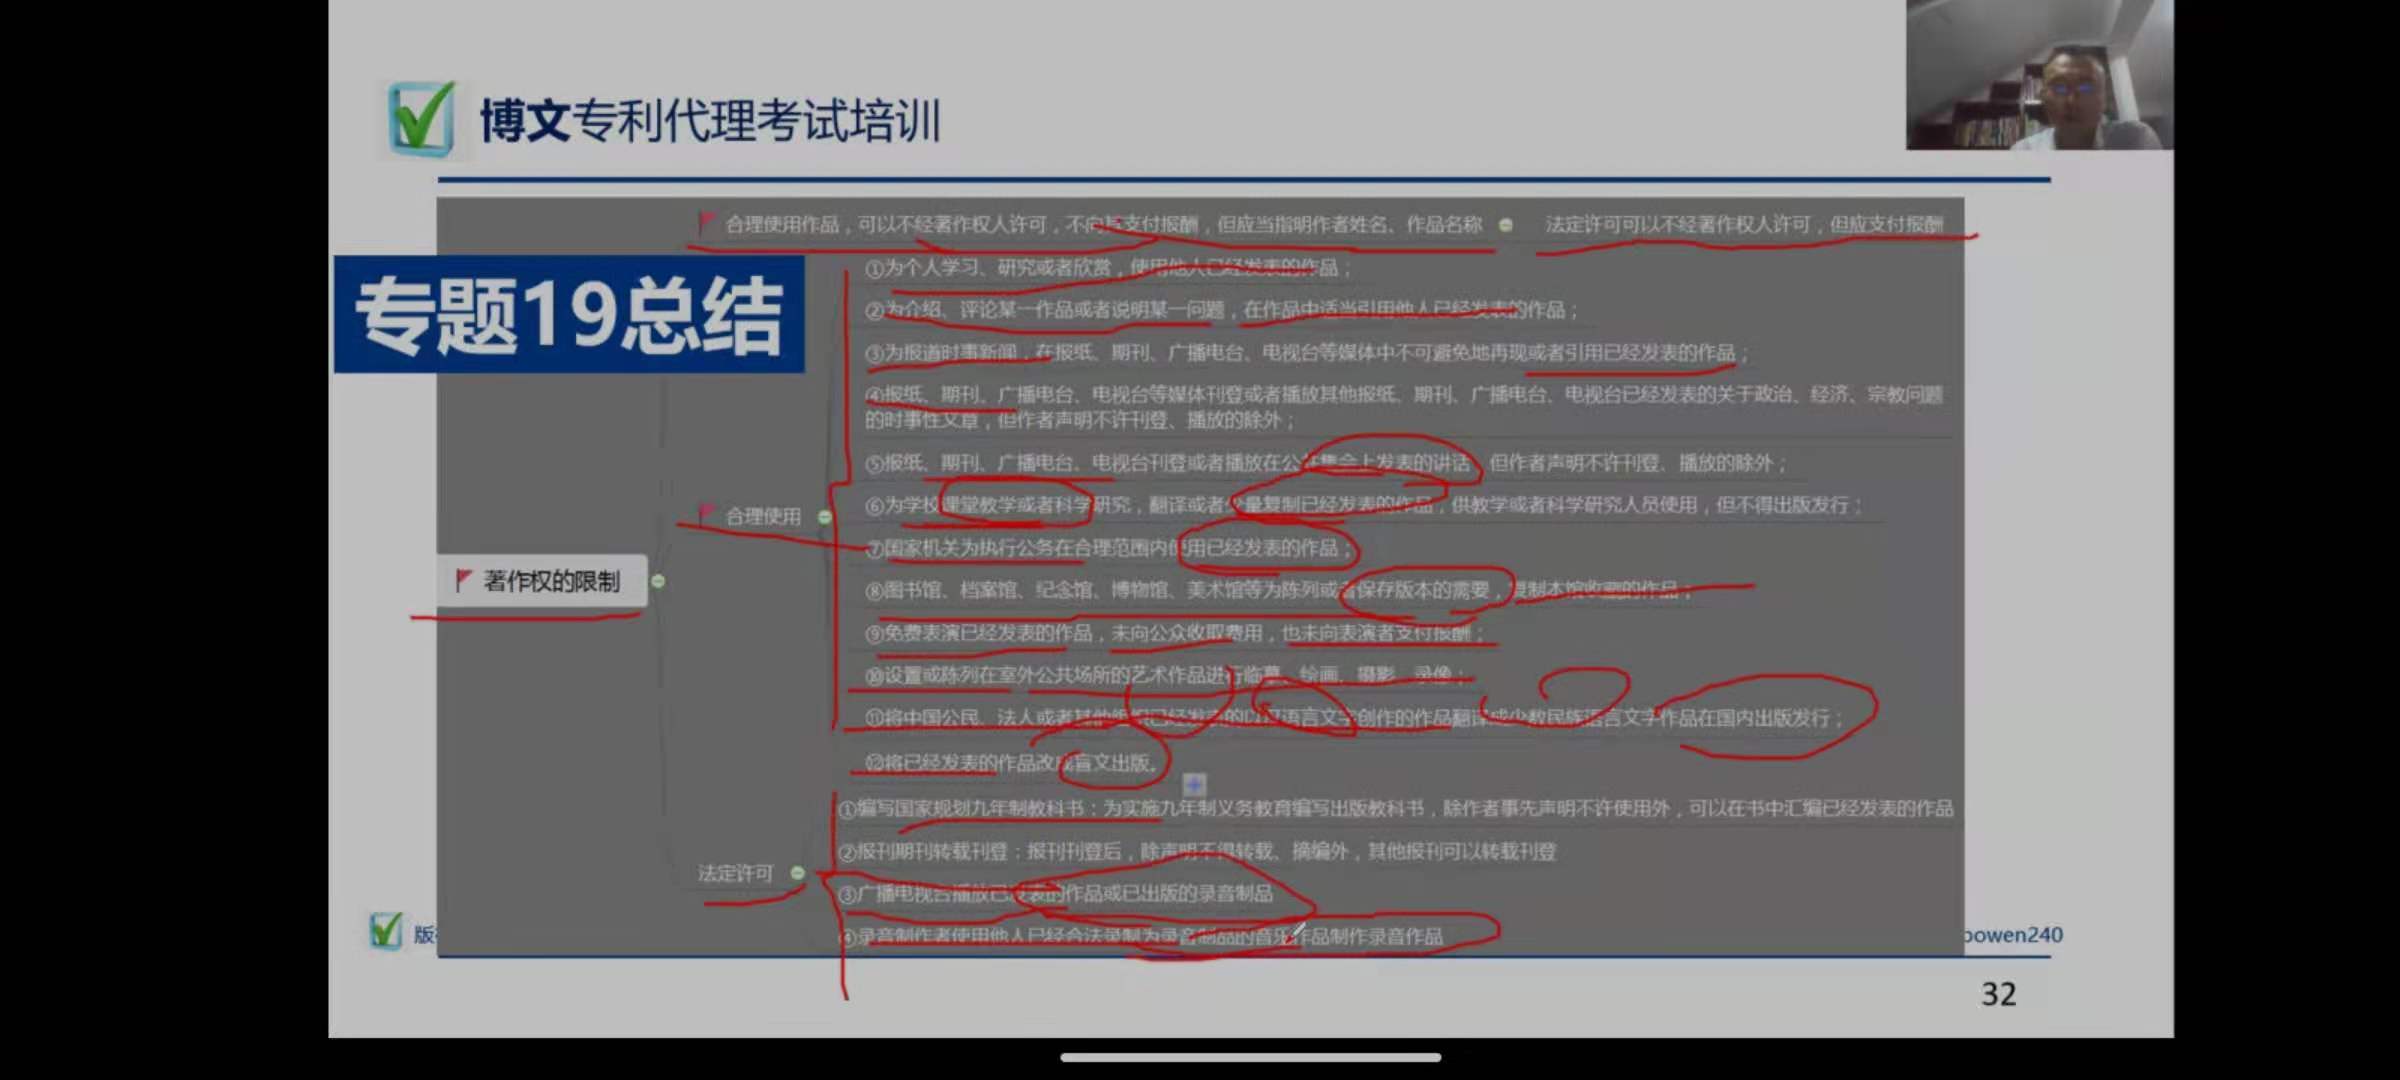 博文专利代理考试培训
合理使用作品，可以不经著作权人许可，不向其支付报酬，但应当指明作者姓名、作品名称
法定许可可以不经著作权人许可，但应支付报酬
专题19总结
①为个人学习、研究或者欣赏，使用他人已经发表的作品；
②为介绍、评论某一作品或者说明某一问题，在作品中适当引用他人已经发表的作品；
③为报道时事新闻，在报纸、期刊、广播电台、电视台等媒体中不可避免地再现或者引用已经发表的作品；
④报纸、期刊、广播电台、电视台等媒体刊登或者播放其他报纸、期刊、广播电台、电视台已经发表的关于政治、经济、宗教问题
的时事性文章，但作者声明不许刊登、播放的除外；
⑤报纸、期刊、广播电台、电视台刊登或者播放在公众集会上发表的讲话，但作者声明不许刊登、播放的除外；
⑥为学校课堂教学或者科学研究，翻译或者少量复制已经发表的作品，供教学或者科学研究人员使用，但不得出版发行；
合理使用
⑦国家机关为执行公务在合理范围内使用已经发表的作品；
著作权的限制
⑧图书馆、档案馆、纪念馆、博物馆、美术馆等为陈列或者保存版本的需要，复制本馆收藏的作品；
⑨免费表演已经发表的作品，未向公众收取费用，也未向表演者支付报酬；
⑩设置或陈列在室外公共场所的艺术作品进行临摹、绘画、摄影、录像；
⑪将中国公民、法人或者其他组织已经发表的以汉语言文字创作的作品翻译成少数民族语言文字作品在国内出版发行；
⑫将已经发表的作品改成盲文出版。
①编写国家规划九年制教科书：为实施九年制义务教育编写出版教科书，除作者事先声明不许使用外，可以在书中汇编已经发表的作品
②报刊期刊转载刊登：报刊刊登后，除声明不得转载、摘编外，其他报刊可以转载刊登
法定许可
③广播电视台播放已发表的作品或已出版的录音制品
④录音制作者使用他人已经合法录制为录音制品的音乐作品制作录音作品
版
bowen240
32